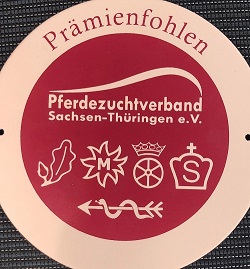 Prämienfohlen
Pferdezuchtverband
Sachsen-Thüringen e.V.
M
S